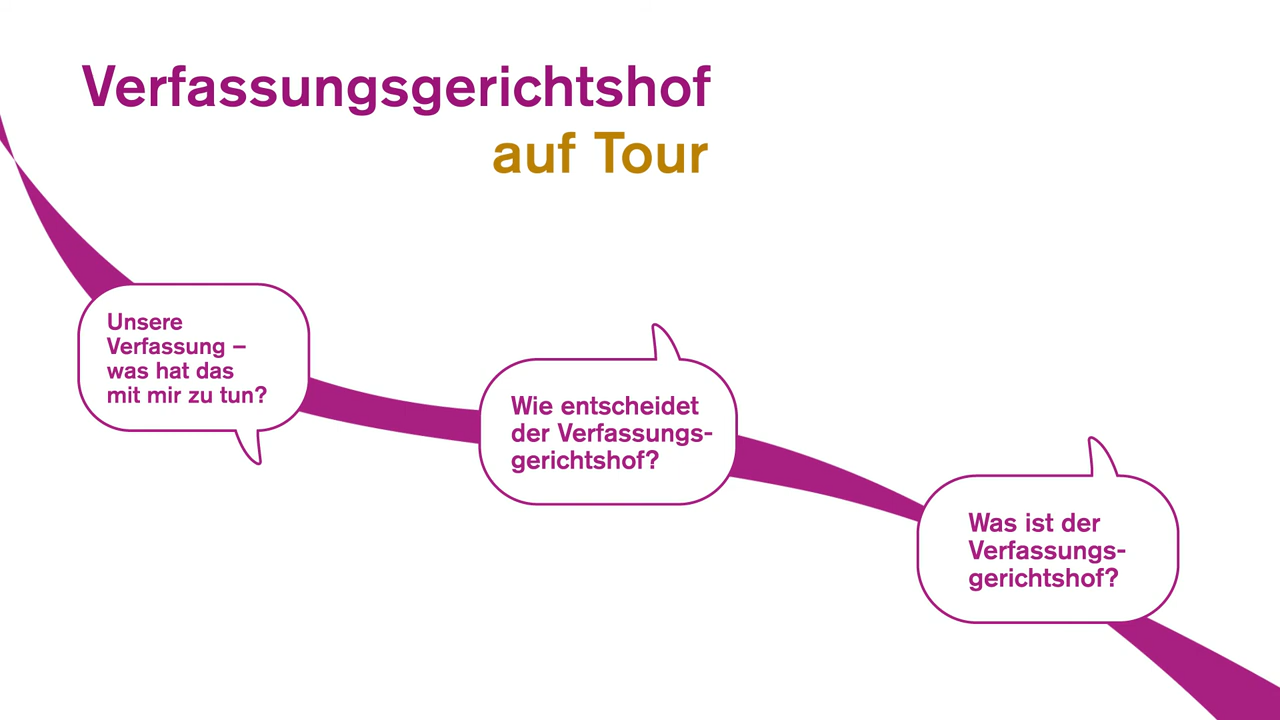 Verfassungsgerichtshof
auf Tour
Unsere
Verfassung –
was hat das
mit mir zu tun?
Wie entscheidet
der Verfassungs-
gerichtshof?
Was ist der
Verfassungs-
gerichtshof?